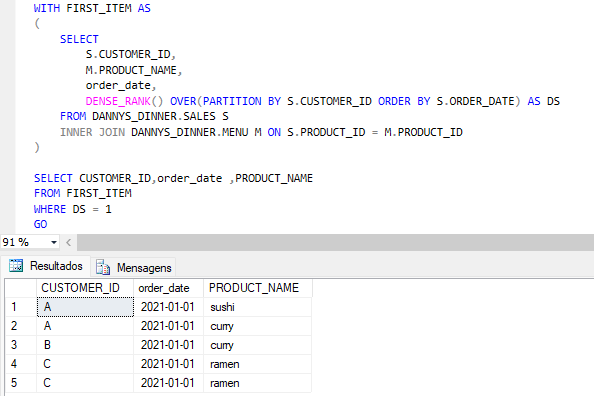 WITH FIRST_ITEM AS
(
SELECT
S.CUSTOMER_ID,
M.PRODUCT_NAME,
order_date,
DENSE_RANK() OVER(PARTITION BY S.CUSTOMER_ID ORDER BY S.ORDER_DATE) AS DS
FROM DANNYS_DINNER.SALES S
INNER JOIN DANNYS_DINNER.MENU M ON S.PRODUCT_ID = M.PRODUCT_ID
)
SELECT CUSTOMER_ID,order_date ,PRODUCT_NAME
FROM FIRST_ITEM
WHERE DS = 1
GO
91 %
Resultados Mensagens
CUSTOMER_ID order_date PRODUCT_NAME
1 A 2021-01-01 sushi
2 A 2021-01-01 curry
3 B 2021-01-01 curry
4 C 2021-01-01 ramen
5 C 2021-01-01 ramen